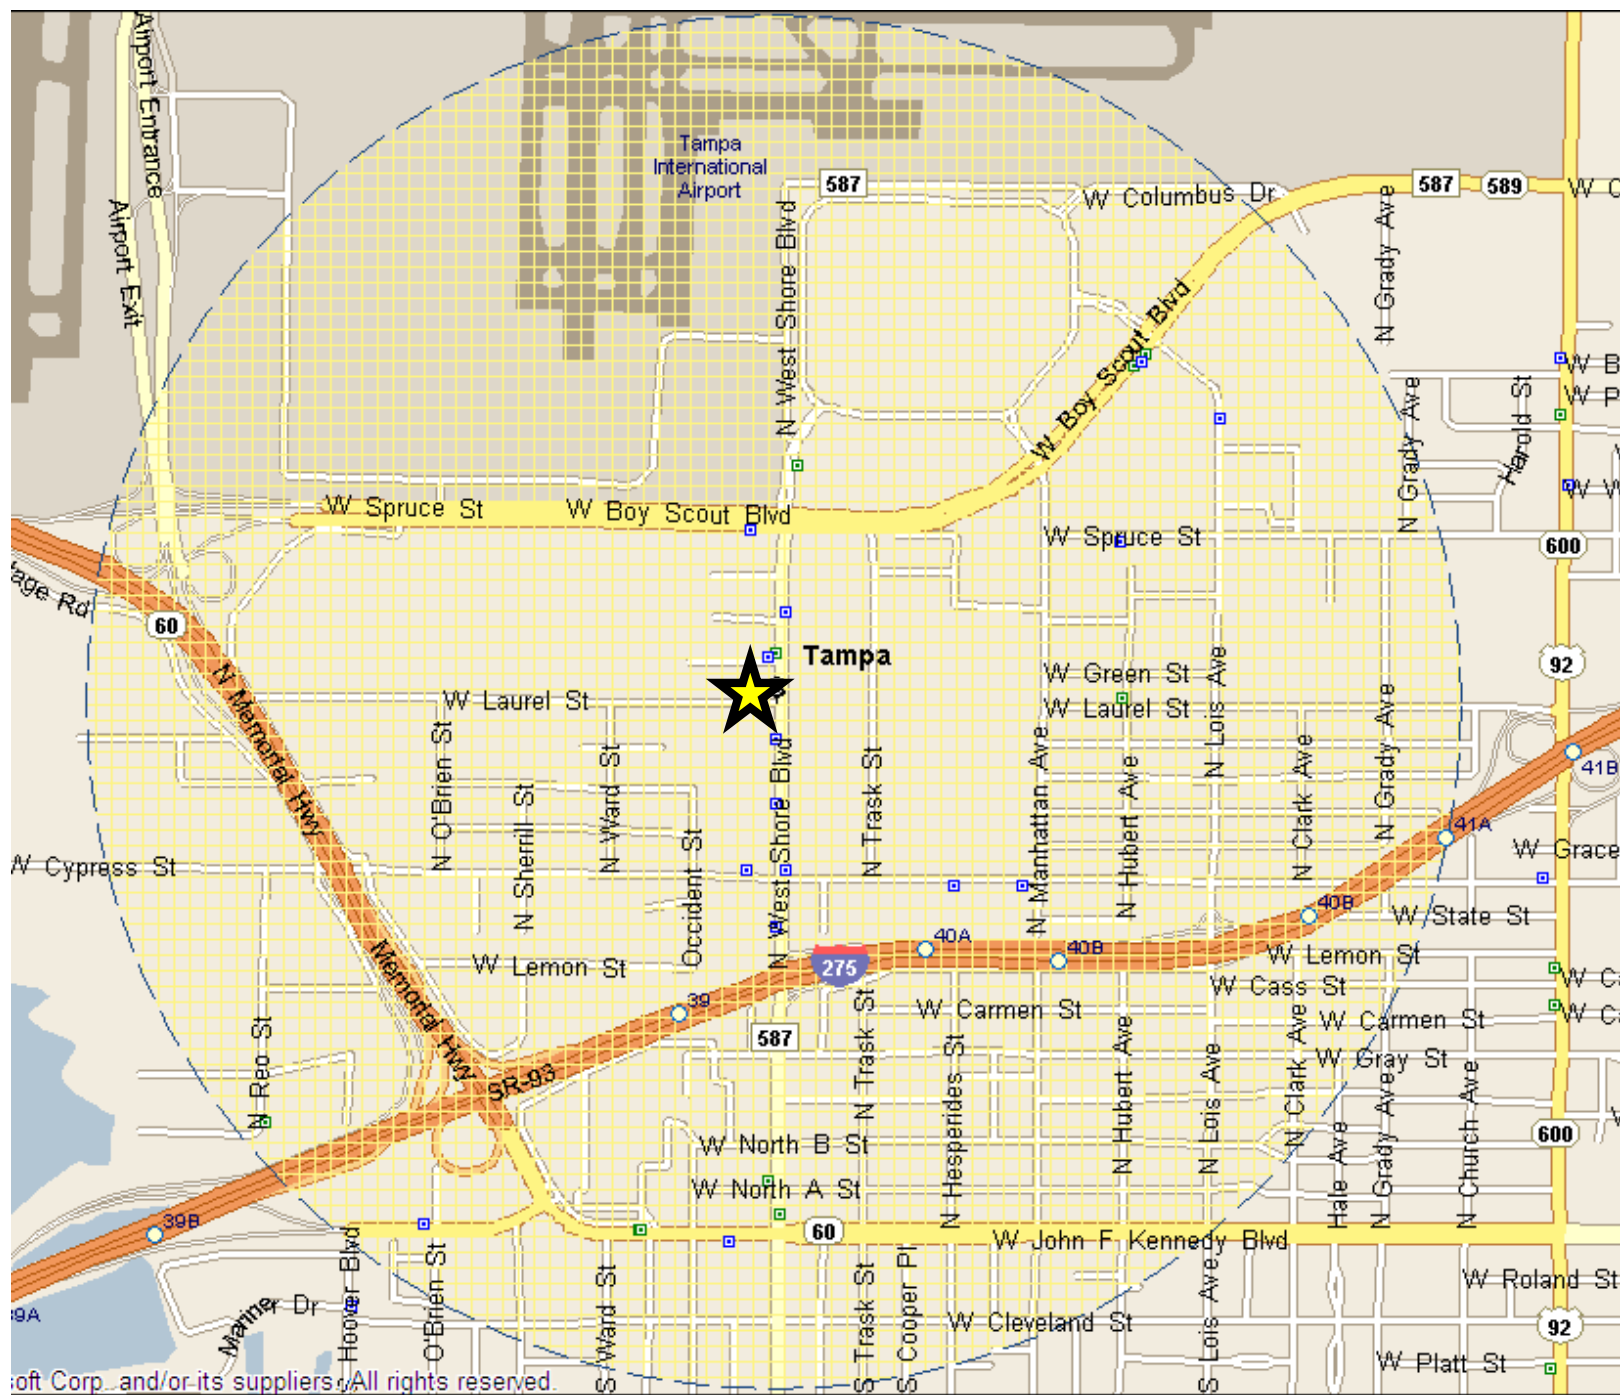 Airport Entrance
Airport Exit
Tampa
International
Airport
587
W Columbus Dr
587
589
W C
N West Shore Blvd
N Grady Ave
W Boy Scout Blvd
W B
W P
N Grady Ave
Harold St
W Spruce St
W Boy Scout Blvd
W Spruce St
600
age Rd
60
Tampa
92
N Memorial Hwy
W Laurel St
W Green St
W Laurel St
N Lois Ave
N O'Brien St
N Ward St
N Sherrill St
Occident St
N West Shore Blvd
N Trask St
N Manhattan Ave
N Hubert Ave
N Clark Ave
N Grady Ave
41B
41A
W Cypress St
W Grace
40B
W State St
W Lemon St
Memorial Hwy
275
40A
40B
W Lemon St
W Cass St
W Ca
39
W Carmen St
W Carmen St
W Ca
587
W Gray St
N Reo St
SR-93
N Trask St
N Hesperides St
N Hubert Ave
N Lois Ave
N Clark Ave
Hale Ave
N Grady Ave
N Church Ave
600
W North B St
W North A St
39B
60
W John F Kennedy Blvd
W Roland St
39A
Mariner Dr
Hoover Blvd
O'Brien St
S Ward St
S Trask St
S Cooper Pl
W Cleveland St
S Lois Ave
92
W Platt St
soft Corp. and/or its suppliers. All rights reserved.